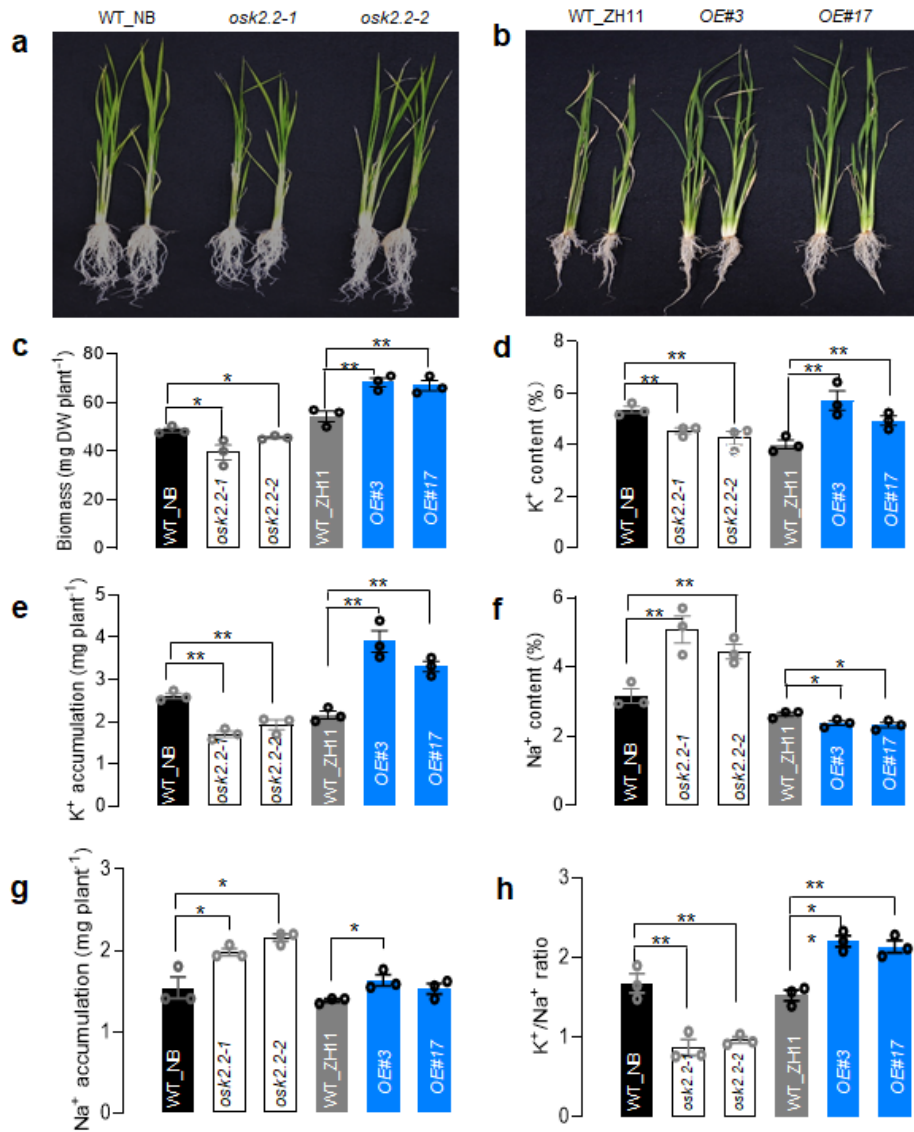 WT_NB osk2.2-1 osk2.2-2
a
WT_ZH11 OE#3 OE#17
b
c
Biomass (mg DW plant⁻¹)
80
60
40
20
0
* * ** **
WT_NB osk2.2-1 osk2.2-2 WT_ZH11 OE#3 OE#17
d
K⁺ content (%)
8
6
4
2
0
** ** ** **
WT_NB osk2.2-1 osk2.2-2 WT_ZH11 OE#3 OE#17
e
K⁺ accumulation (mg plant⁻¹)
5
4
3
2
1
0
** ** ** **
WT_NB osk2.2-1 osk2.2-2 WT_ZH11 OE#3 OE#17
f
Na⁺ content (%)
6
4
2
0
** ** * *
WT_NB osk2.2-1 osk2.2-2 WT_ZH11 OE#3 OE#17
g
Na⁺ accumulation (mg plant⁻¹)
3
2
1
0
* * *
WT_NB osk2.2-1 osk2.2-2 WT_ZH11 OE#3 OE#17
h
K⁺/Na⁺ ratio
3
2
1
0
** ** * * **
WT_NB osk2.2-1 osk2.2-2 WT_ZH11 OE#3 OE#17